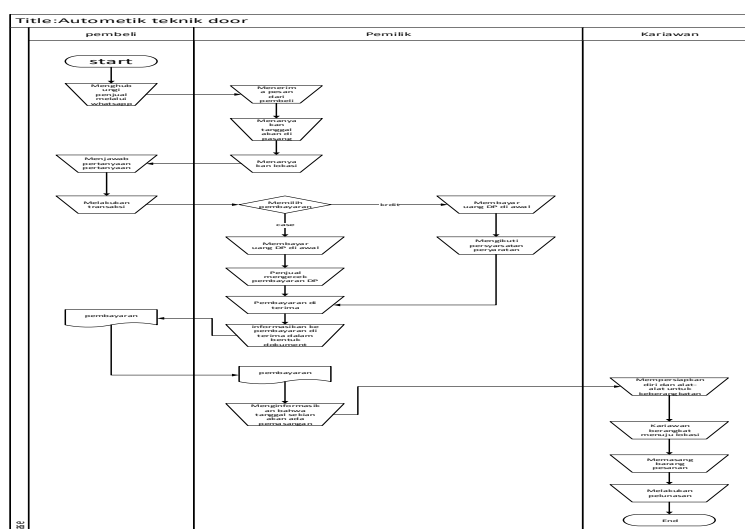 Title:Autometik teknik door
pembeli
Pemilik
Kariawan
start
Menghub
ungi
penjual
melalui
whatsapp
Menerim
a pesan
dari
pembeli
Menanya
kan
tanggal
akan di
pasang
Menanya
kan lokasi
Menjawab
pertanyaan
pertanyaan
Melakukan
transaksi
Memilih
pembayaran
kridit
Membayar
uang DP di awal
case
Membayar
uang DP di awal
Mengikuti
persyarsatan
peryaratan
Penjual
mengecek
pembayaran DP
Pembayaran di
terima
pembayaran
informasikan ke
pembayaran di
terima dalam
bentuk
dokument
pembayaran
Menginformasik
an bahwa
tanggal sekian
akan ada
pemasangan
Mempersiapkan
diri dan alat-
alat untuk
keberangkatan
Kariawan
berangkat
menuju lokasi
Memasang
barang
pesanan
Melakukan
pelunasan
End